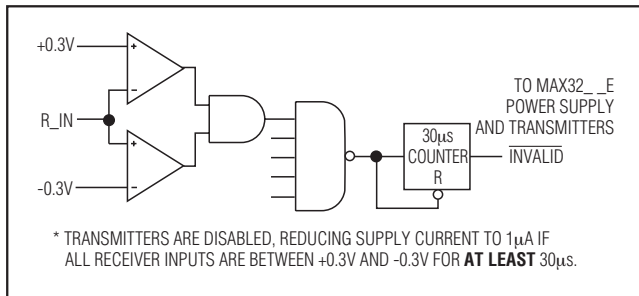 +0.3V
R_IN
-0.3V
+
-
+
-
30µs
COUNTER
R
TO MAX32_ _E
POWER SUPPLY
AND TRANSMITTERS
INVALID
* TRANSMITTERS ARE DISABLED, REDUCING SUPPLY CURRENT TO 1µA IF
ALL RECEIVER INPUTS ARE BETWEEN +0.3V AND -0.3V FOR AT LEAST 30µs.